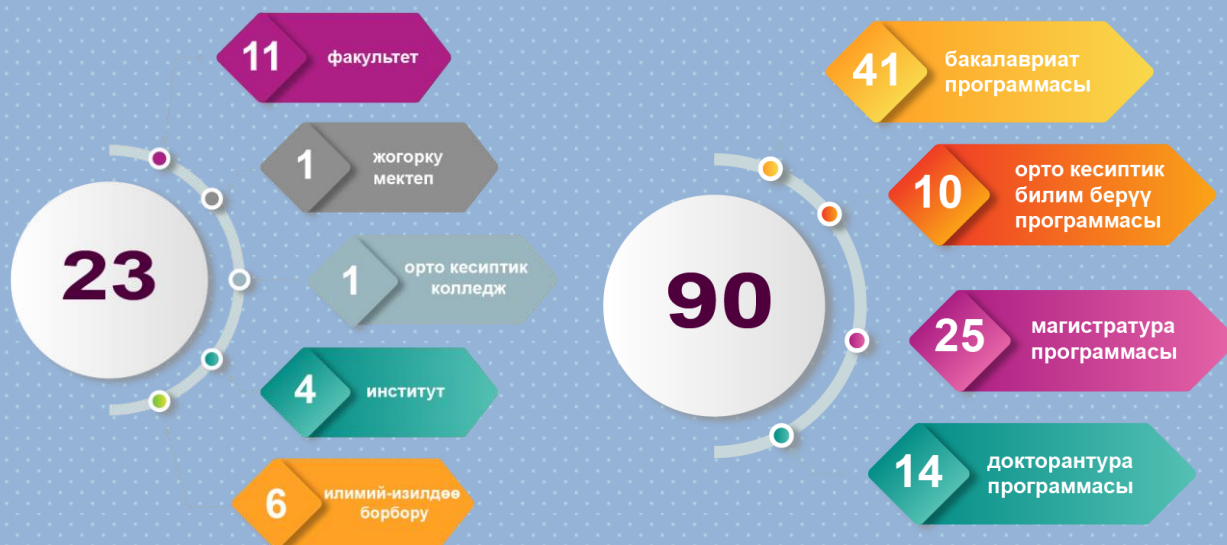 23
11
факультет
1
жогорку
мектеп
1
орто кесиптик
колледж
4
институт
6
илимий-изилдөө
борбору
90
41
бакалавриат
программасы
10
орто кесиптик
билим берүү
программасы
25
магистратура
программасы
14
докторантура
программасы